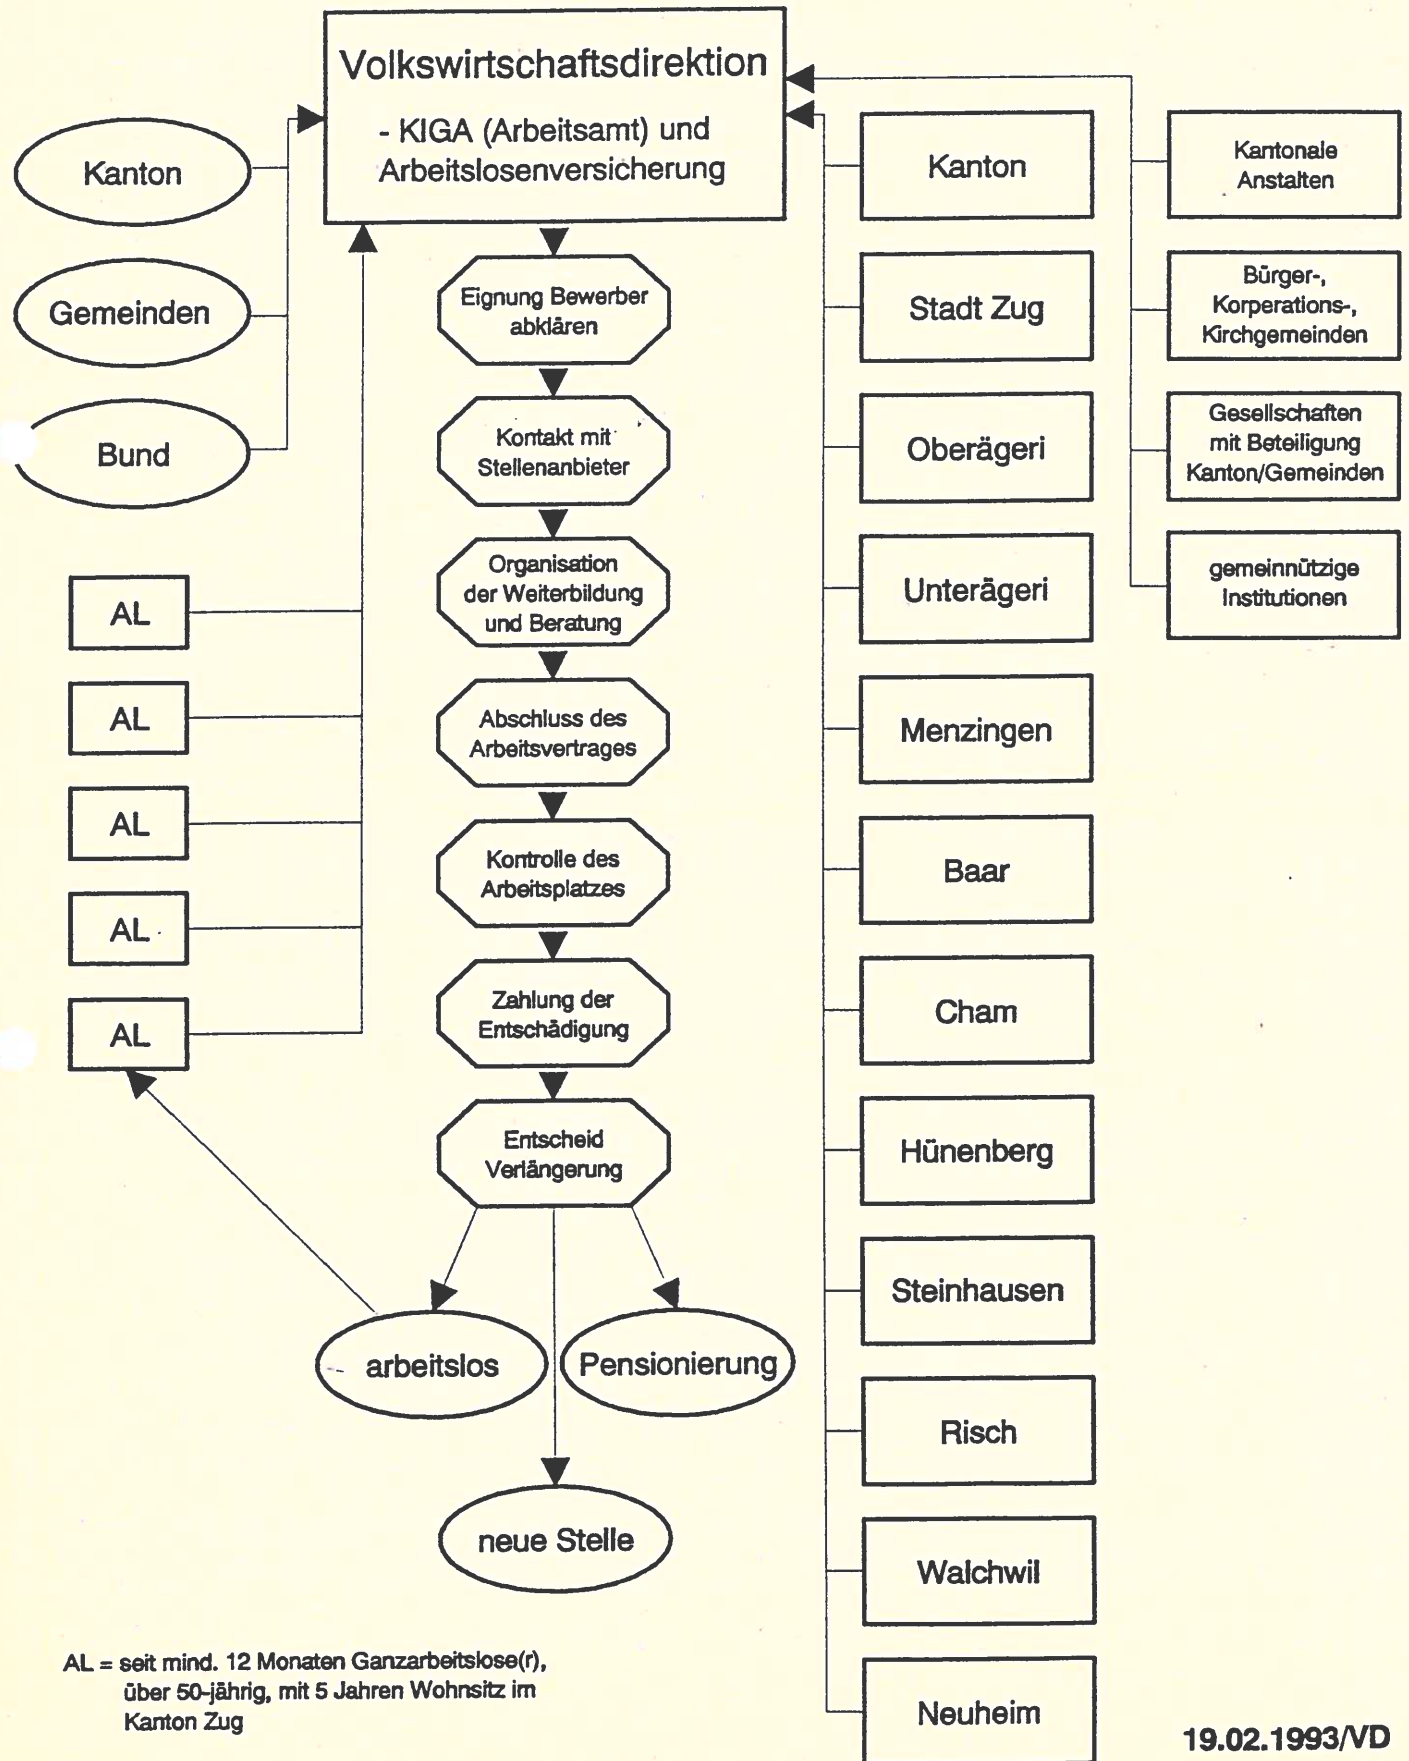 Volkswirtschaftsdirektion
- KIGA (Arbeitsamt) und
Arbeitslosenversicherung
Kanton
Gemeinden
Bund
AL
AL
AL
AL
AL
Eignung Bewerber
abklären
Kontakt mit
Stellenanbieter
Organisation
der Weiterbildung
und Beratung
Abschluss des
Arbeitsvertrages
Kontrolle des
Arbeitsplatzes
Zahlung der
Entschädigung
Entscheid
Verlängerung
arbeitslos
Pensionierung
neue Stelle
Kanton
Stadt Zug
Oberägeri
Unterägeri
Menzingen
Baar
Cham
Hünenberg
Steinhausen
Risch
Walchwil
Neuheim
Kantonale
Anstalten
Bürger-,
Korperations-,
Kirchgemeinden
Gesellschaften
mit Beteiligung
Kanton/Gemeinden
gemeinnützige
Institutionen
AL = seit mind. 12 Monaten Ganzarbeitslose(r),
über 50-jährig, mit 5 Jahren Wohnsitz im
Kanton Zug
19.02.1993/VD